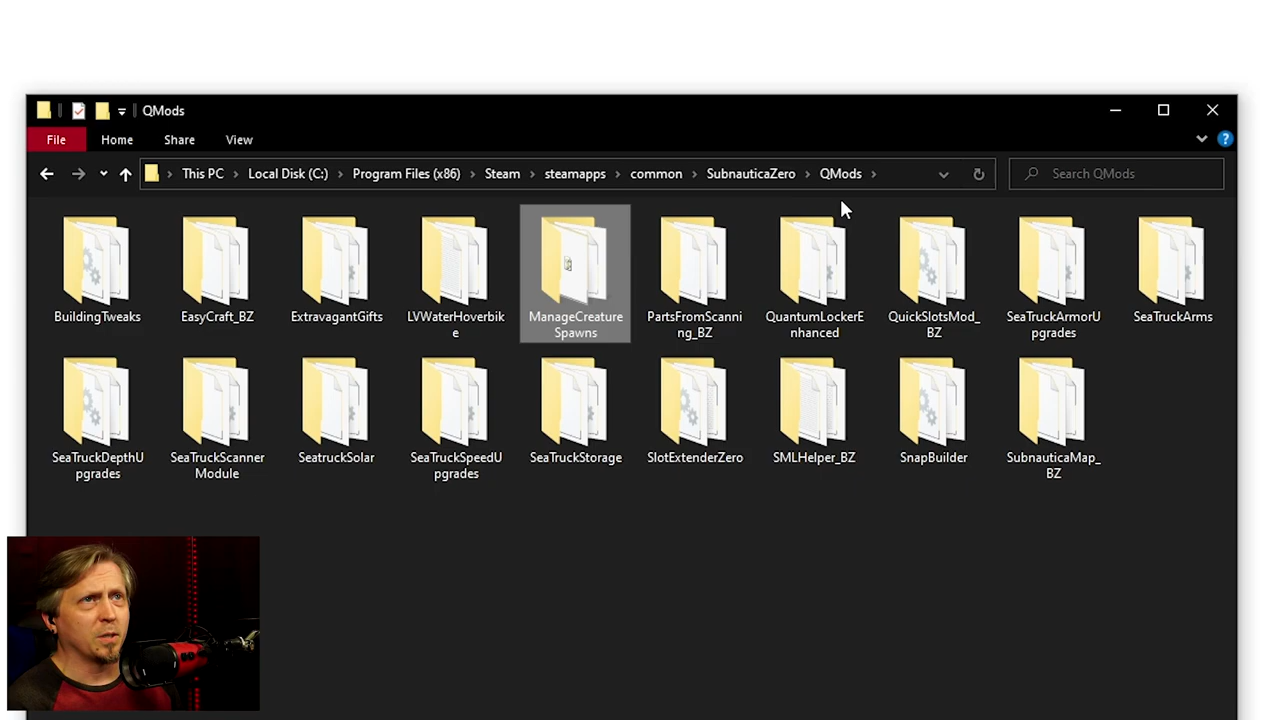 QMods
File Home Share View
This PC Local Disk (C:) Program Files (x86) Steam steamapps common SubnauticaZero QMods Search QMods
BuildingTweaks
EasyCraft_BZ
ExtravagantGifts
LVWaterHoverbik
e
ManageCreature
Spawns
PartsFromScanni
ng_BZ
QuantumLockerE
nhanced
QuickSlotsMod_
BZ
SeaTruckArmorU
pgrades
SeaTruckArms
SeaTruckDepthU
pgrades
SeaTruckScanner
Module
SeatruckSolar
SeaTruckSpeedU
pgrades
SeaTruckStorage
SlotExtenderZero
SMLHelper_BZ
SnapBuilder
SubnauticaMap_
BZ